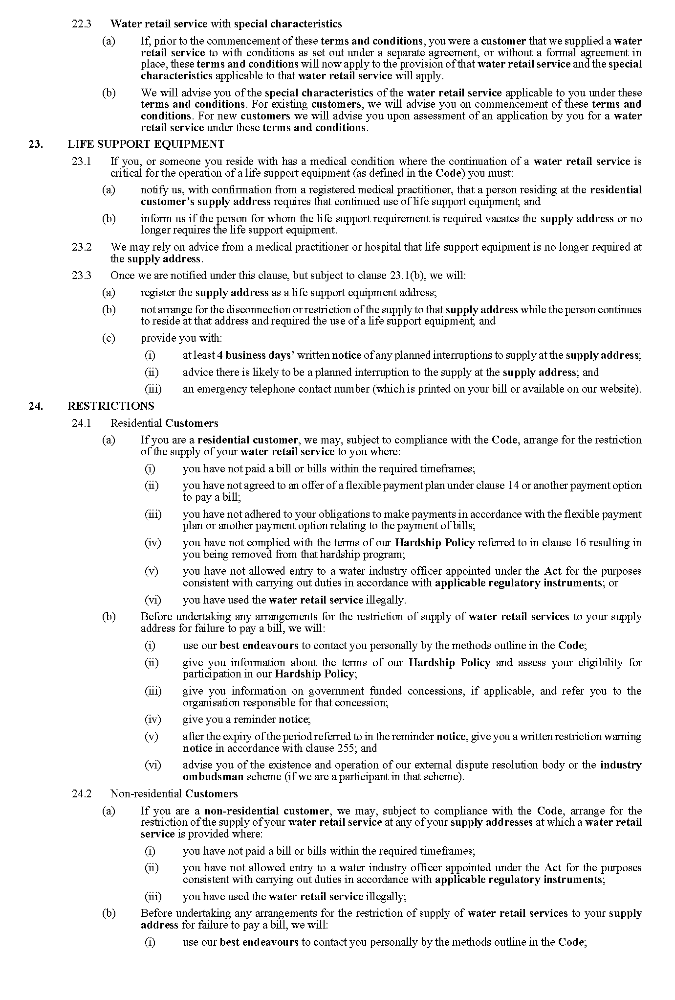 22.3 Water retail service with special characteristics
(a) If, prior to the commencement of these terms and conditions, you were a customer that we supplied a water
retail service to with conditions as set out under a separate agreement, or without a formal agreement in
place, these terms and conditions will now apply to the provision of that water retail service and the special
characteristics applicable to that water retail service will apply.
(b) We will advise you of the special characteristics of the water retail service applicable to you under these
terms and conditions. For existing customers, we will advise you on commencement of these terms and
conditions. For new customers we will advise you upon assessment of an application by you for a water
retail service under these terms and conditions.
23. LIFE SUPPORT EQUIPMENT
23.1 If you, or someone you reside with has a medical condition where the continuation of a water retail service is
critical for the operation of a life support equipment (as defined in the Code) you must:
(a) notify us, with confirmation from a registered medical practitioner, that a person residing at the residential
customer's supply address requires that continued use of life support equipment; and
(b) inform us if the person for whom the life support requirement is required vacates the supply address or no
longer requires the life support equipment.
23.2 We may rely on advice from a medical practitioner or hospital that life support equipment is no longer required at
the supply address.
23.3 Once we are notified under this clause, but subject to clause 23.1(b), we will:
(a) register the supply address as a life support equipment address;
(b) not arrange for the disconnection or restriction of the supply to that supply address while the person continues
to reside at that address and required the use of a life support equipment; and
(c) provide you with:
(i) at least 4 business days' written notice of any planned interruptions to supply at the supply address;
(ii) advice there is likely to be a planned interruption to the supply at the supply address; and
(iii) an emergency telephone contact number (which is printed on your bill or available on our website).
24. RESTRICTIONS
24.1 Residential Customers
(a) If you are a residential customer, we may, subject to compliance with the Code, arrange for the restriction
of the supply of your water retail service to you where:
(i) you have not paid a bill or bills within the required timeframes;
(ii) you have not agreed to an offer of a flexible payment plan under clause 14 or another payment option
to pay a bill;
(iii) you have not adhered to your obligations to make payments in accordance with the flexible payment
plan or another payment option relating to the payment of bills;
(iv) you have not complied with the terms of our Hardship Policy referred to in clause 16 resulting in
you being removed from that hardship program;
(v) you have not allowed entry to a water industry officer appointed under the Act for the purposes
consistent with carrying out duties in accordance with applicable regulatory instruments; or
(vi) you have used the water retail service illegally.
(b) Before undertaking any arrangements for the restriction of supply of water retail services to your supply
address for failure to pay a bill, we will:
(i) use our best endeavours to contact you personally by the methods outline in the Code;
(ii) give you information about the terms of our Hardship Policy and assess your eligibility for
participation in our Hardship Policy;
(iii) give you information on government funded concessions, if applicable, and refer you to the
organisation responsible for that concession;
(iv) give you a reminder notice;
(v) after the expiry of the period referred to in the reminder notice, give you a written restriction warning
notice in accordance with clause 255; and
(vi) advise you of the existence and operation of our external dispute resolution body or the industry
ombudsman scheme (if we are a participant in that scheme).
24.2 Non-residential Customers
(a) If you are a non-residential customer, we may, subject to compliance with the Code, arrange for the
restriction of the supply of your water retail service at any of your supply addresses at which a water retail
service is provided where:
(i) you have not paid a bill or bills within the required timeframes;
(ii) you have not allowed entry to a water industry officer appointed under the Act for the purposes
consistent with carrying out duties in accordance with applicable regulatory instruments;
(iii) you have used the water retail service illegally;
(b) Before undertaking any arrangements for the restriction of supply of water retail services to your supply
address for failure to pay a bill, we will:
(i) use our best endeavours to contact you personally by the methods outline in the Code;